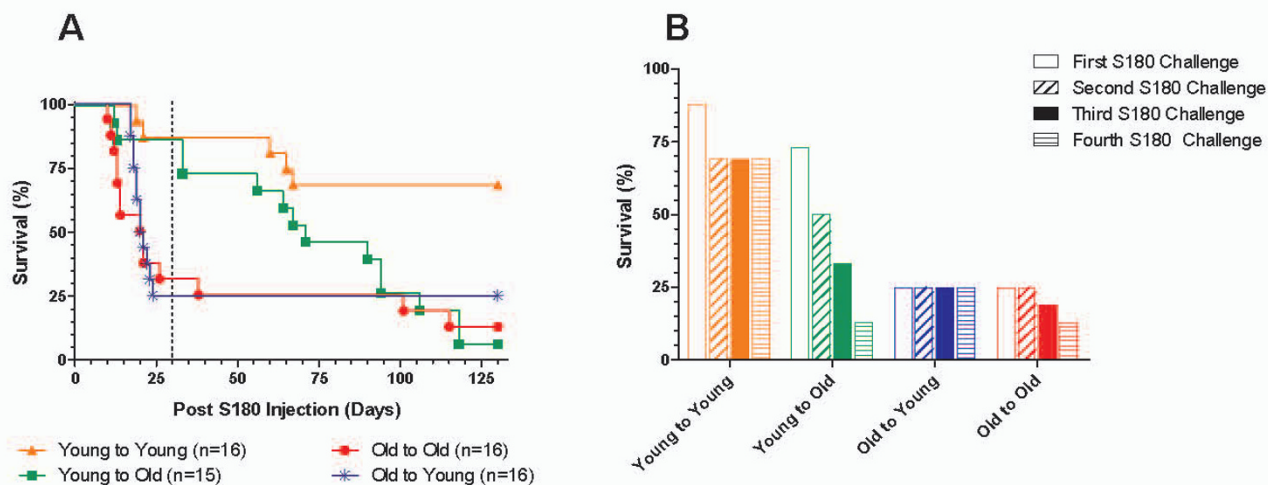 A
Survival (%)
100
75
50
25
0
0 25 50 75 100 125
Post S180 Injection (Days)
Young to Young (n=16)
Old to Old (n=16)
Young to Old (n=15)
Old to Young (n=16)
B
First S180 Challenge
Second S180 Challenge
Third S180 Challenge
Fourth S180 Challenge
Survival (%)
100
75
50
25
0
Young to Young
Young to Old
Old to Young
Old to Old